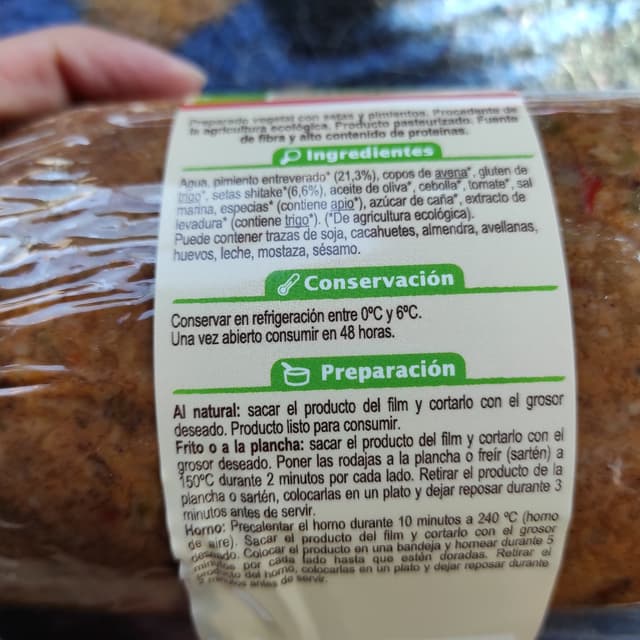 Preparado vegetal con setas y pimientos. Procedente de
la agricultura ecológica. Producto pasteurizado. Fuente
de fibra y alto contenido de proteínas.
Ingredientes
Agua, pimiento entreverado* (21,3%), copos de avena*, gluten de
trigo*, setas shitake*(6,6%), aceite de oliva*, cebolla*, tomate*, sal
marina, especias* (contiene apio*), azúcar de caña*, extracto de
levadura* (contiene trigo*). (*De agricultura ecológica).
Puede contener trazas de soja, cacahuetes, almendra, avellanas,
huevos, leche, mostaza, sésamo.
Conservación
Conservar en refrigeración entre 0ºC y 6ºC.
Una vez abierto consumir en 48 horas.
Preparación
Al natural: sacar el producto del film y cortarlo con el grosor
deseado. Producto listo para consumir.
Frito o a la plancha: sacar el producto del film y cortarlo con el
grosor deseado. Poner las rodajas a la plancha o freír (sartén) a
150ºC durante 2 minutos por cada lado. Retirar el producto de la
plancha o sartén, colocarlas en un plato y dejar reposar durante 3
minutos antes de servir.
Horno: Precalentar el horno durante 10 minutos a 240 ºC (horno
de aire). Sacar el producto del film y cortarlo con el grosor
deseado. Colocar el producto en una bandeja y hornear durante 5
minutos por cada lado hasta que estén doradas. Retirar el
producto del horno, colocarlas en un plato y dejar reposar durante
minutos antes de servir.